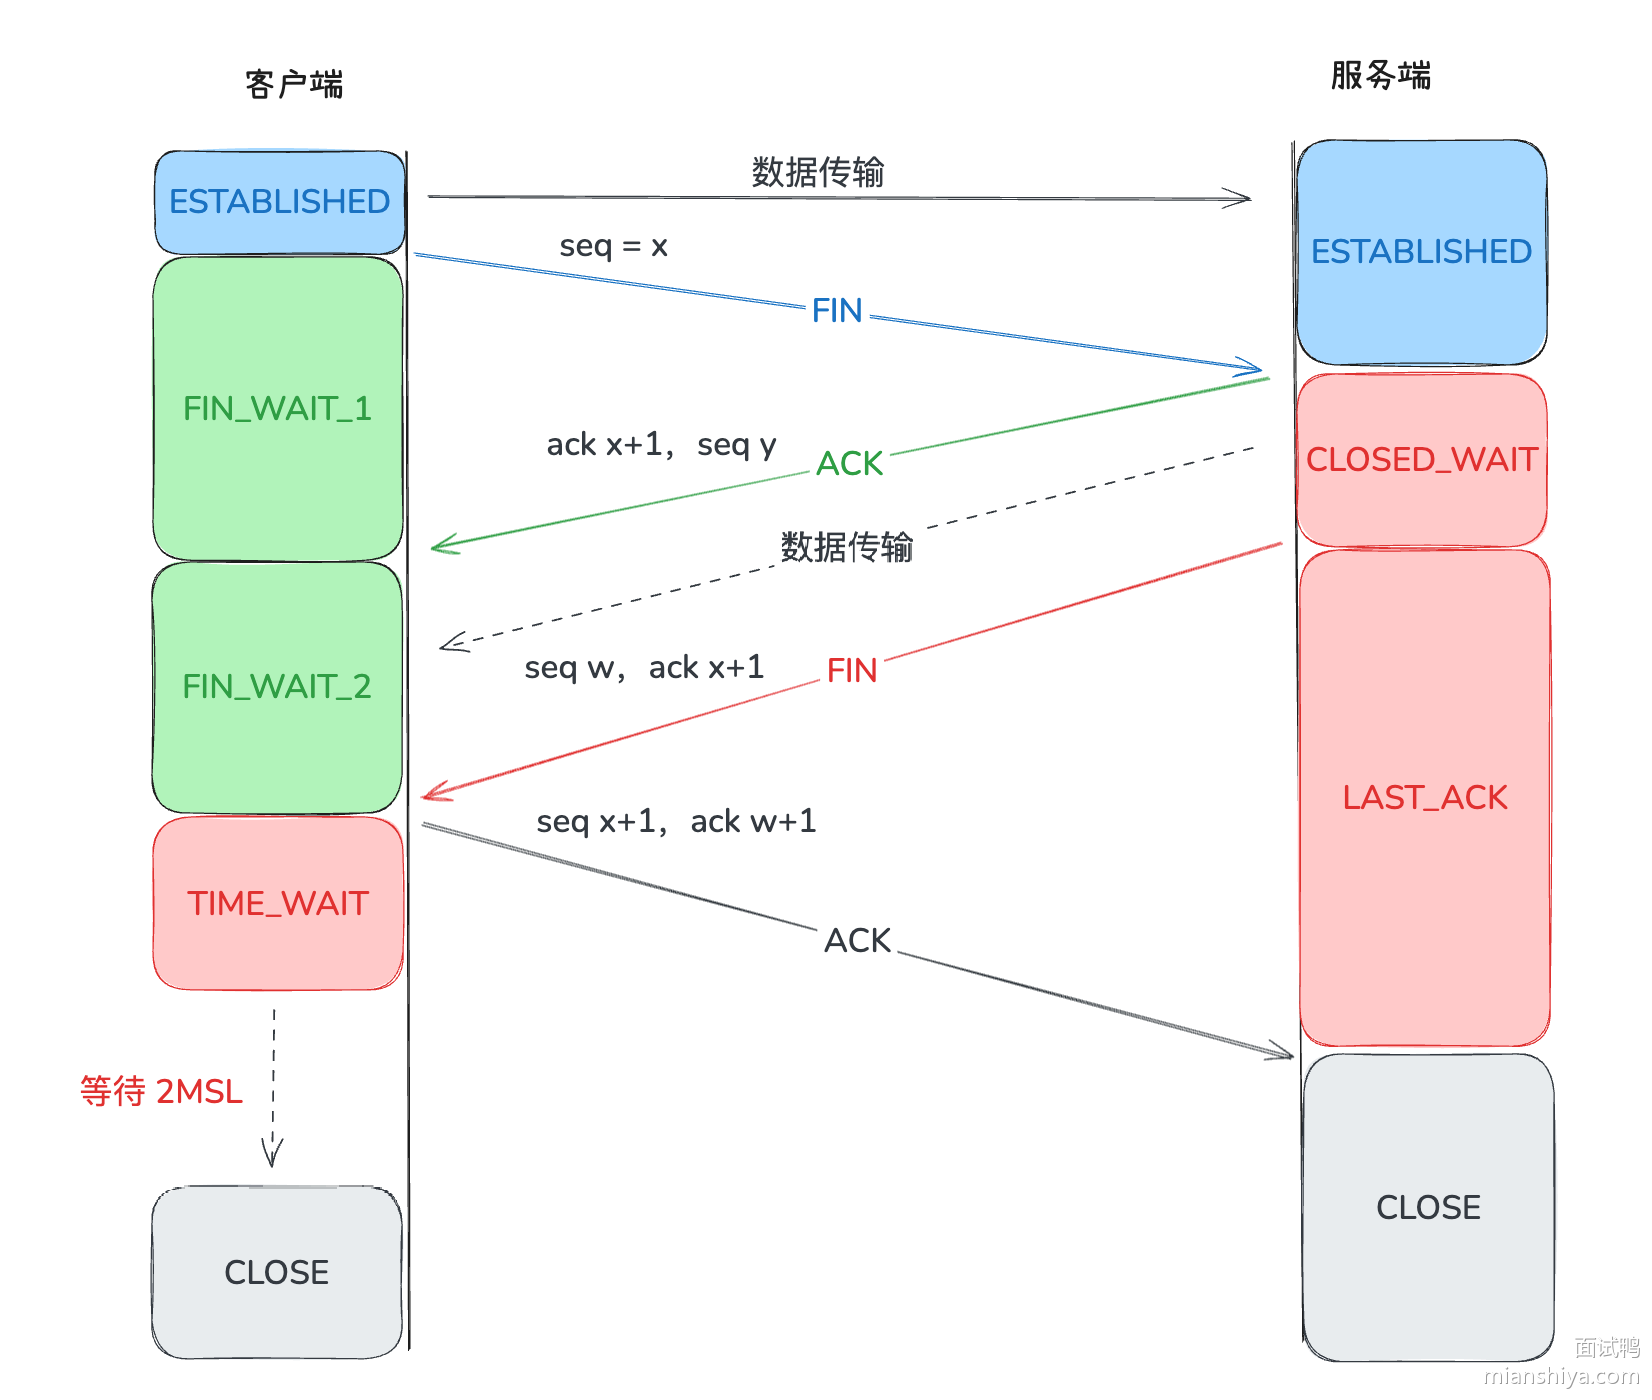 客户端
服务端
数据传输
ESTABLISHED
seq = x
ESTABLISHED
FIN
FIN_WAIT_1
ack x+1，seq y
ACK
CLOSED_WAIT
数据传输
seq w，ack x+1
FIN
FIN_WAIT_2
LAST_ACK
seq x+1，ack w+1
TIME_WAIT
ACK
等待 2MSL
CLOSE
CLOSE
面试鸭
mianshiya.com